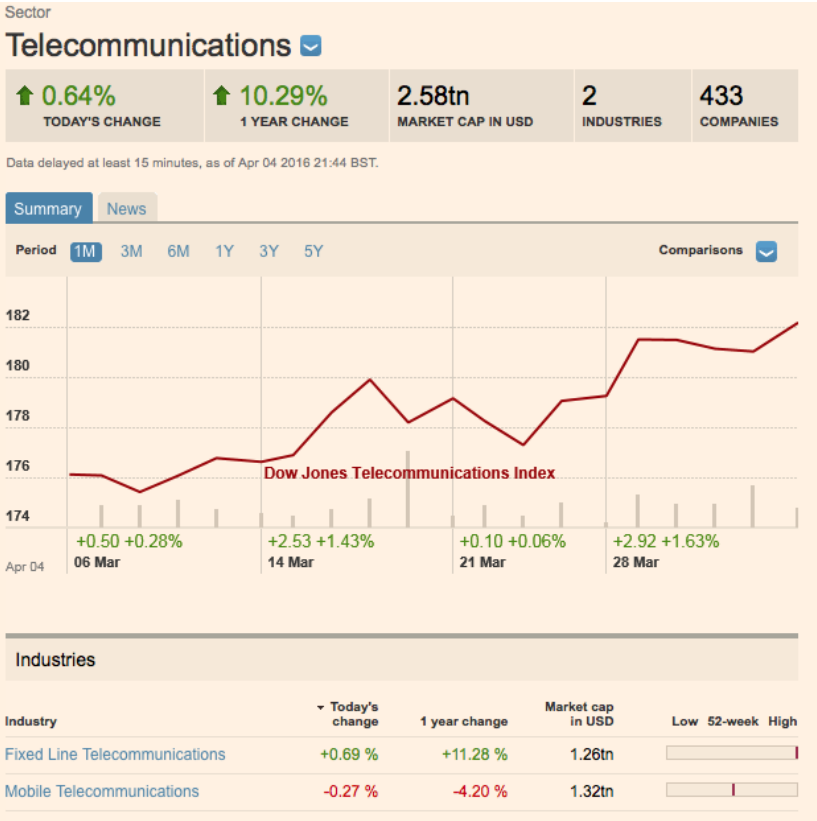 Sector
Telecommunications
0.64% 10.29% 2.58tn 2 433
TODAY'S CHANGE 1 YEAR CHANGE MARKET CAP IN USD INDUSTRIES COMPANIES
Data delayed at least 15 minutes, as of Apr 04 2016 21:44 BST.
Summary News
Period 1M 3M 6M 1Y 3Y 5Y Comparisons
182
180
178
176
Dow Jones Telecommunications Index
174
+0.50 +0.28% +2.53 +1.43% +0.10 +0.06% +2.92 +1.63%
Apr 04 06 Mar 14 Mar 21 Mar 28 Mar
Industries
Today's Market cap
Industry change 1 year change in USD Low 52-week High
Fixed Line Telecommunications +0.69 % +11.28 % 1.26tn
Mobile Telecommunications -0.27 % -4.20 % 1.32tn